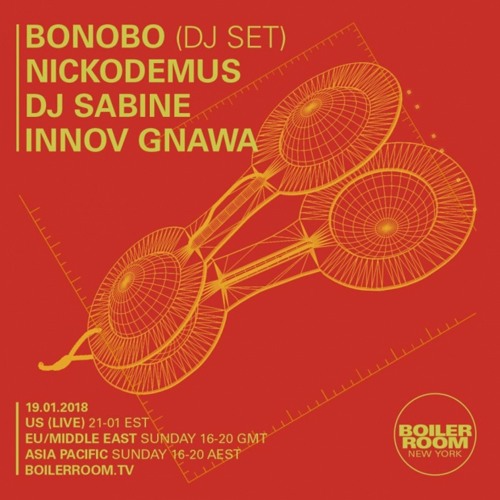 BONOBO (DJ SET)
NICKODEMUS
DJ SABINE
INNOV GNAWA
19.01.2018
US (LIVE) 21-01 EST
EU/MIDDLE EAST SUNDAY 16-20 GMT
ASIA PACIFIC SUNDAY 16-20 AEST
BOILERROOM.TV
BOILER
ROOM
NEW YORK